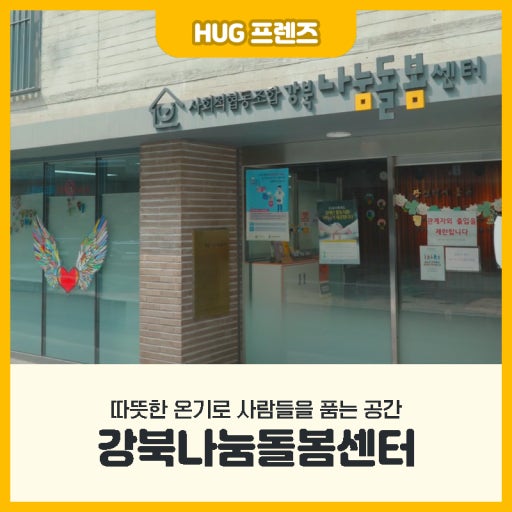 HUG 프렌즈
사회적협동조합 강북 나눔돌봄센터
관계자외 출입을
제한합니다
따뜻한 온기로 사람들을 품는 공간
강북나눔돌봄센터